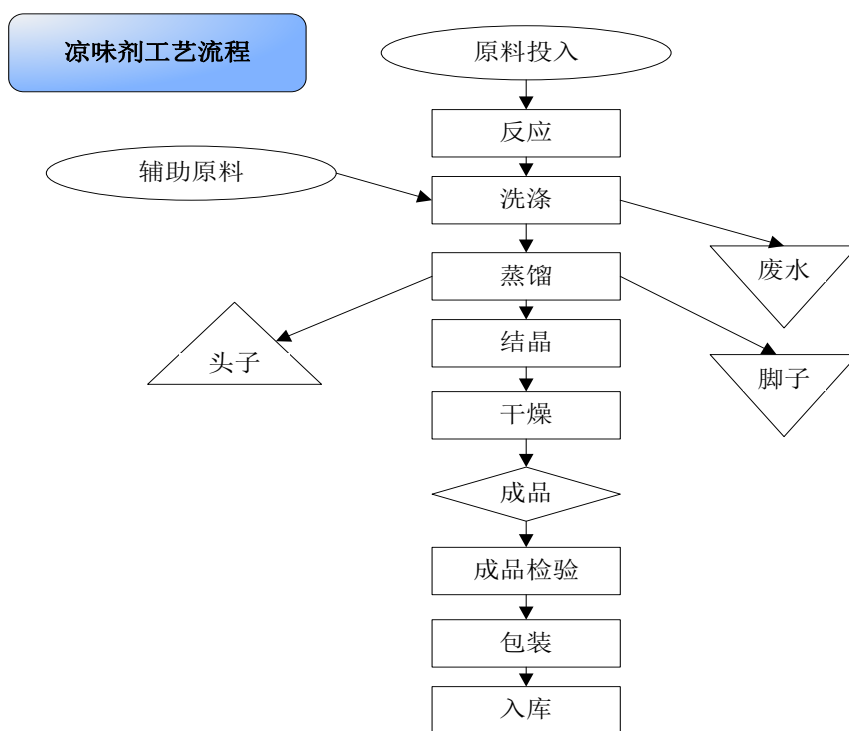 凉味剂工艺流程
原料投入
反应
辅助原料
洗涤
废水
蒸馏
头子
结晶
脚子
干燥
成品
成品检验
包装
入库